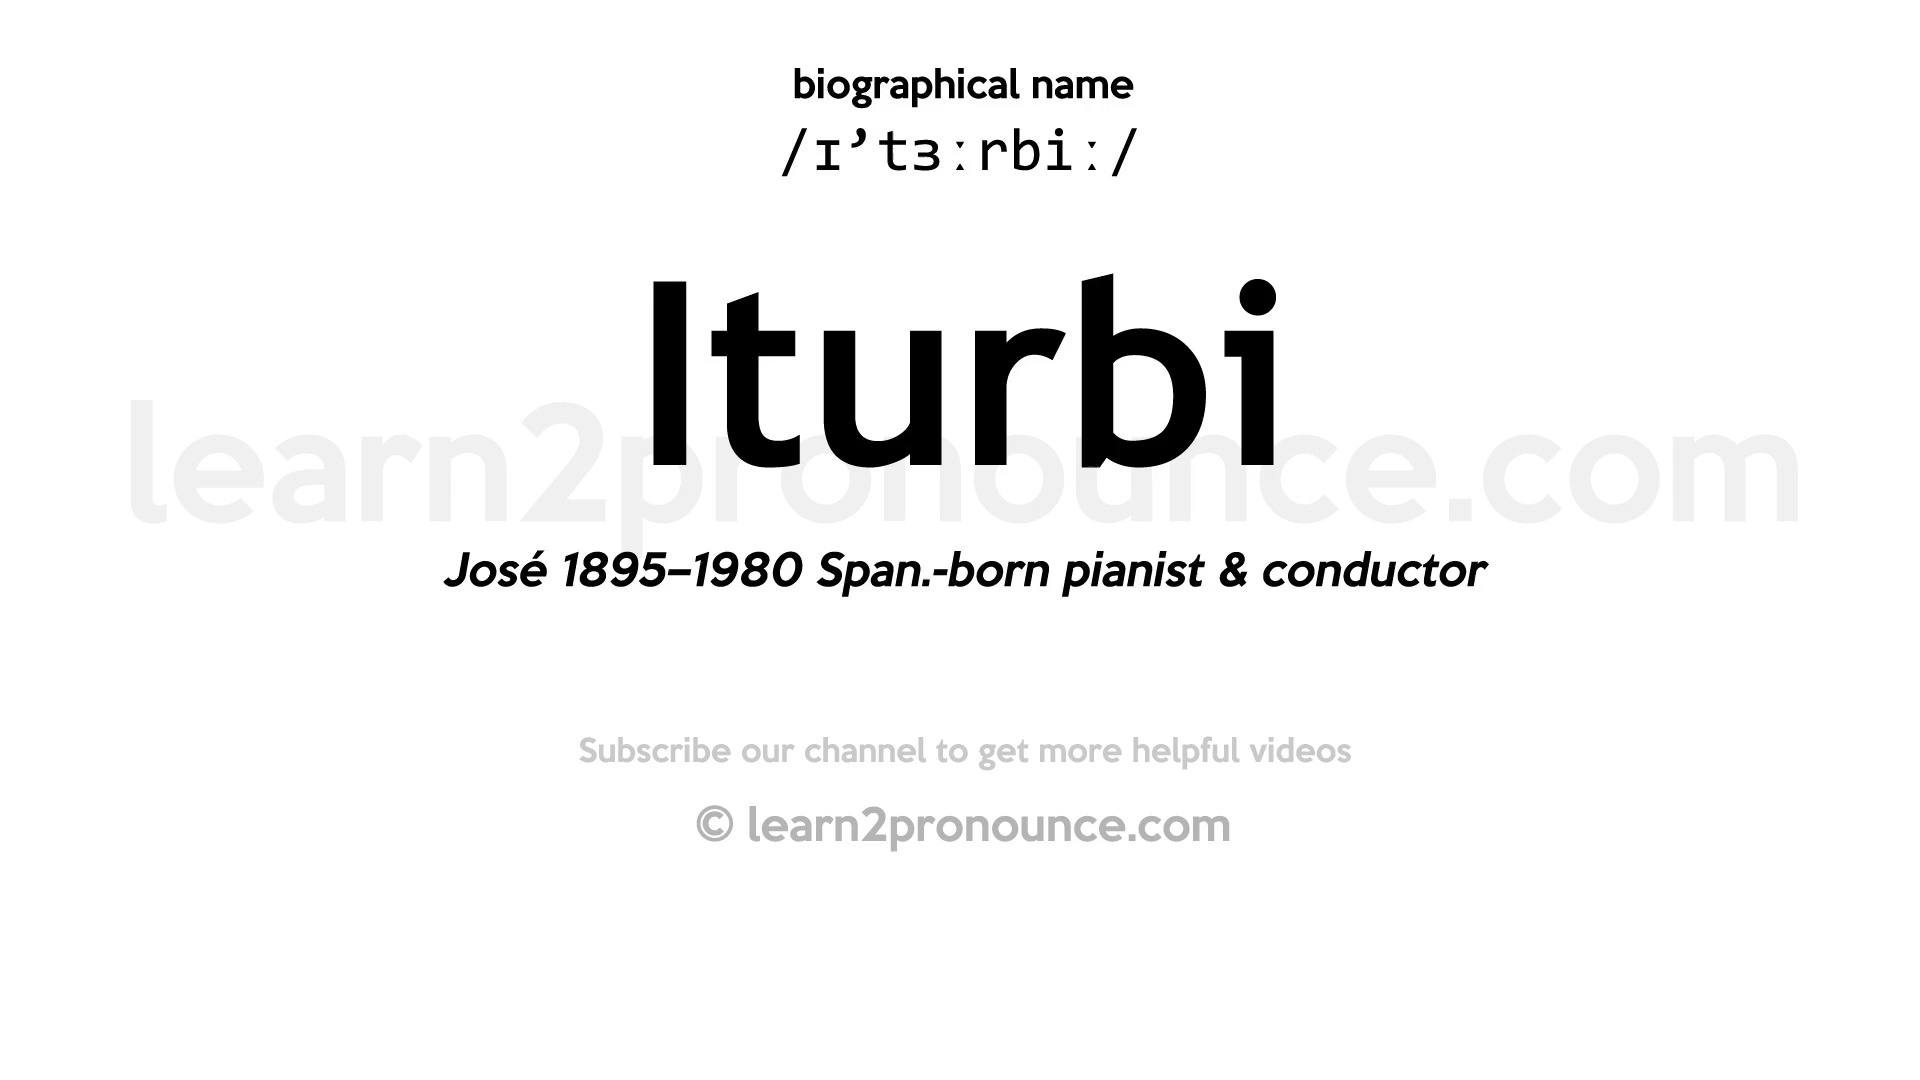 biographical name
/ɪ’tɜːrbiː/
Iturbi
learn2pronounce.com
José 1895–1980 Span.-born pianist & conductor
Subscribe our channel to get more helpful videos
© learn2pronounce.com